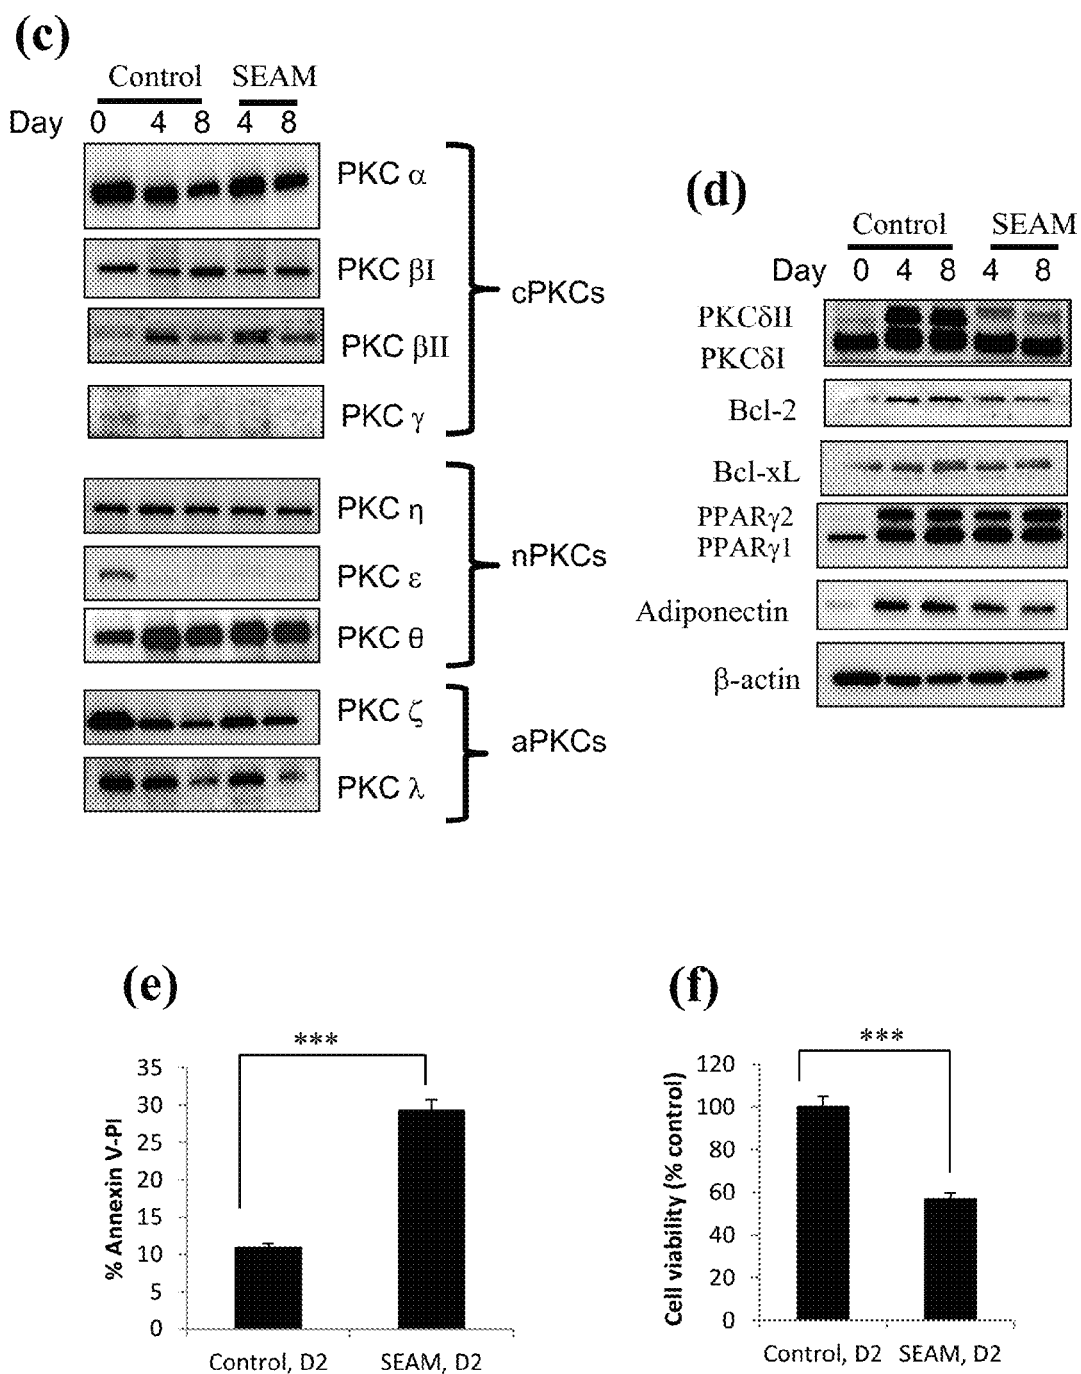 (c)
Control SEAM
Day 0 4 8 4 8
PKC α
PKC βI
PKC βII
PKC γ
cPKCs
PKC η
PKC ε
PKC θ
nPKCs
PKC ζ
PKC λ
aPKCs
(d)
Control SEAM
Day 0 4 8 4 8
PKCδII
PKCδI
Bcl-2
Bcl-xL
PPARγ2
PPARγ1
Adiponectin
β-actin
(e)
***
% Annexin V-PI
35
30
25
20
15
10
5
0
Control, D2 SEAM, D2
(f)
***
Cell viability (% control)
120
100
80
60
40
20
0
Control, D2 SEAM, D2